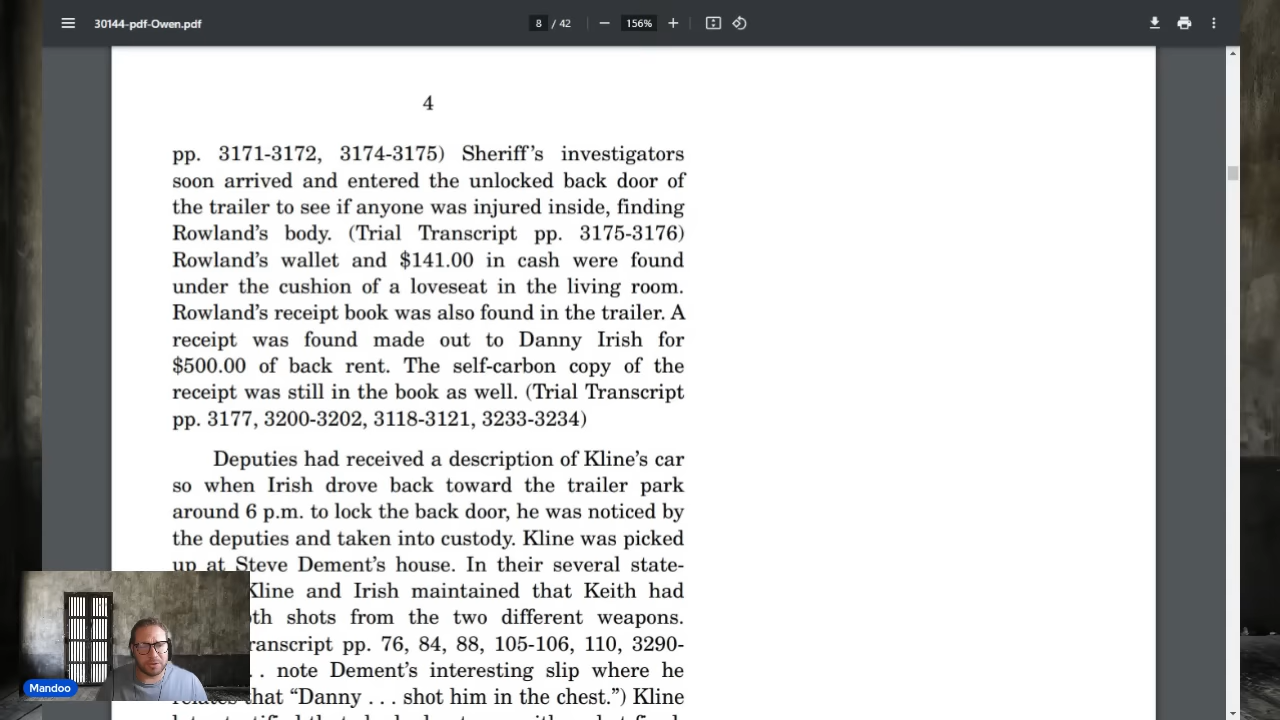 30144-pdf-Owen.pdf
8 / 42
156%
4
pp. 3171-3172, 3174-3175) Sheriff's investigators
soon arrived and entered the unlocked back door of
the trailer to see if anyone was injured inside, finding
Rowland's body. (Trial Transcript pp. 3175-3176)
Rowland's wallet and $141.00 in cash were found
under the cushion of a loveseat in the living room.
Rowland's receipt book was also found in the trailer. A
receipt was found made out to Danny Irish for
$500.00 of back rent. The self-carbon copy of the
receipt was still in the book as well. (Trial Transcript
pp. 3177, 3200-3202, 3118-3121, 3233-3234)
Deputies had received a description of Kline's car
so when Irish drove back toward the trailer park
around 6 p.m. to lock the back door, he was noticed by
the deputies and taken into custody. Kline was picked
up at Steve Dement's house. In their several state-
Kline and Irish maintained that Keith had
shots from the two different weapons.
pp. 76, 84, 88, 105-106, 110, 3290-
. . note Dement's interesting slip where he
that “Danny . . . shot him in the chest.”) Kline
Mandoo